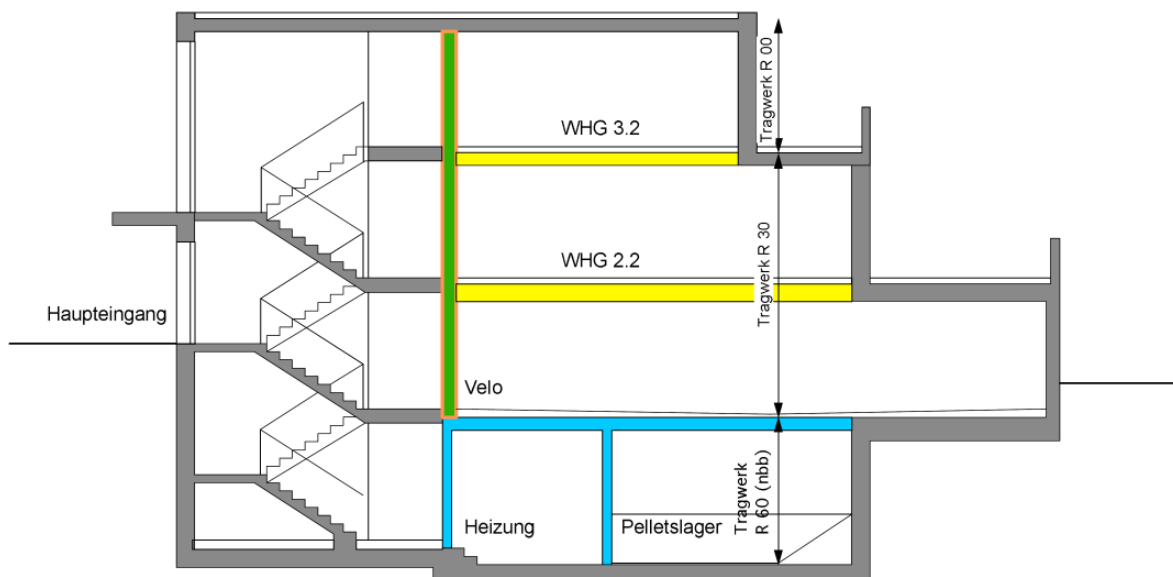 Tragwerk R 00
WHG 3.2
WHG 2.2
Tragwerk R 30
Haupteingang
Velo
Heizung
Pelletslager
Tragwerk
R 60 (nbb)